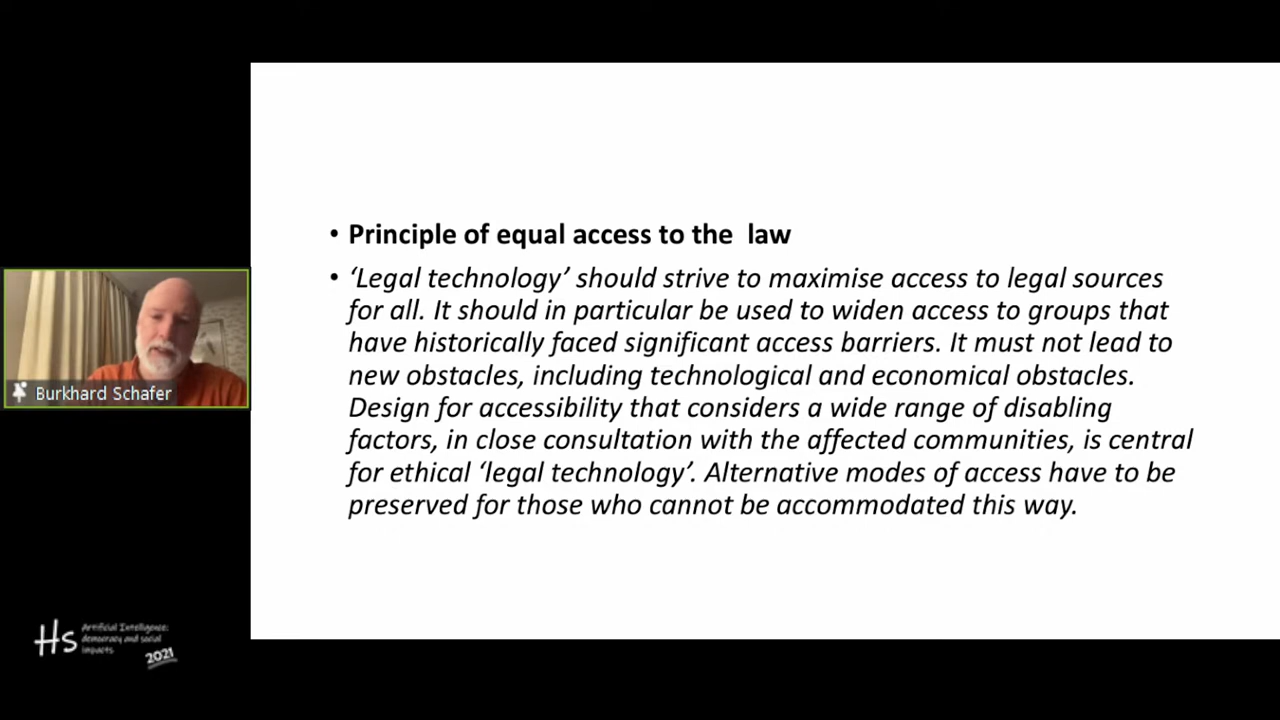 • Principle of equal access to the law
• ‘Legal technology’ should strive to maximise access to legal sources
for all. It should in particular be used to widen access to groups that
have historically faced significant access barriers. It must not lead to
new obstacles, including technological and economical obstacles.
Design for accessibility that considers a wide range of disabling
factors, in close consultation with the affected communities, is central
for ethical ‘legal technology’. Alternative modes of access have to be
preserved for those who cannot be accommodated this way.
Burkhard Schafer
Hs
Artificial Intelligence:
democracy and social
impacts
2021